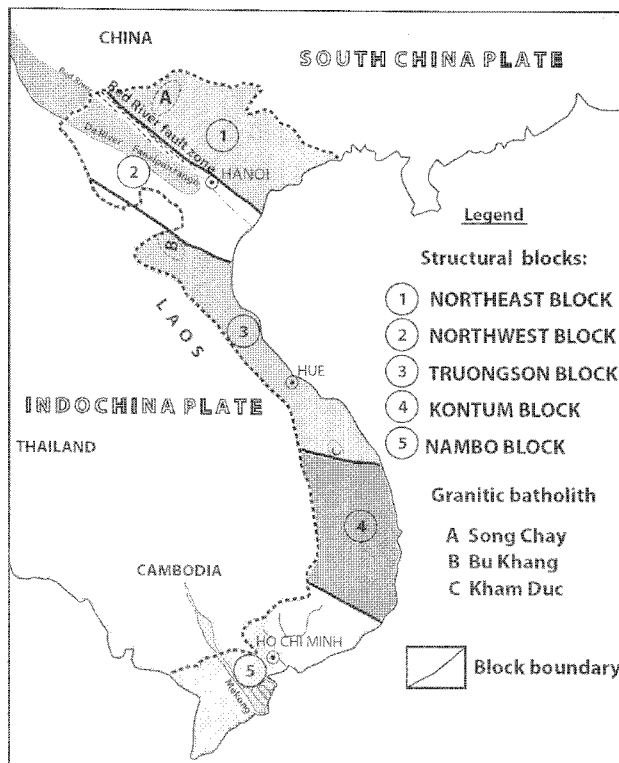 CHINA
SOUTH CHINA PLATE
Red River
A
Red River fault zone
1
Da River
Fansipan range
2
HANOI
B
LAOS
3
HUE
INDOCHINA PLATE
THAILAND
C
4
CAMBODIA
HO CHI MINH
5
Mekong
Legend
Structural blocks:
1 NORTHEAST BLOCK
2 NORTHWEST BLOCK
3 TRUONGSON BLOCK
4 KONTUM BLOCK
5 NAMBO BLOCK
Granitic batholith
A Song Chay
B Bu Khang
C Kham Duc
Block boundary